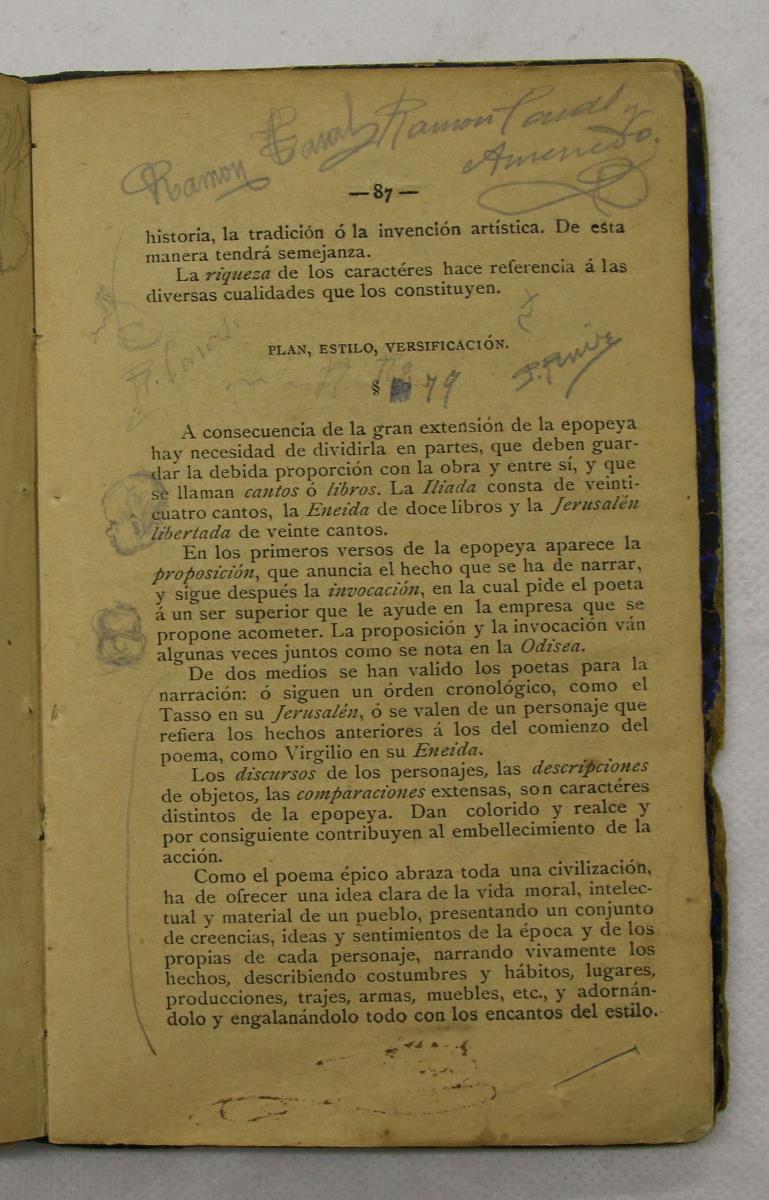 Ramon Casal Ramon Casal y
Amenedo.
— 87 —
historia, la tradición ó la invención artística. De esta
manera tendrá semejanza.
La riqueza de los caractéres hace referencia á las
diversas cualidades que los constituyen.
PLAN, ESTILO, VERSIFICACIÓN.
§ 79
A consecuencia de la gran extensión de la epopeya
hay necesidad de dividirla en partes, que deben guar-
dar la debida proporción con la obra y entre sí, y que
se llaman cantos ó libros. La Iliada consta de veinti-
cuatro cantos, la Eneida de doce libros y la Jerusalén
libertada de veinte cantos.
En los primeros versos de la epopeya aparece la
proposición, que anuncia el hecho que se ha de narrar,
y sigue después la invocación, en la cual pide el poeta
á un ser superior que le ayude en la empresa que se
propone acometer. La proposición y la invocación ván
algunas veces juntos como se nota en la Odisea.
De dos medios se han valido los poetas para la
narración: ó siguen un órden cronológico, como el
Tasso en su Jerusalén, ó se valen de un personaje que
refiera los hechos anteriores á los del comienzo del
poema, como Virgilio en su Eneida.
Los discursos de los personajes, las descripciones
de objetos, las comparaciones extensas, son caractéres
distintos de la epopeya. Dan colorido y realce y
por consiguiente contribuyen al embellecimiento de la
acción.
Como el poema épico abraza toda una civilización,
ha de ofrecer una idea clara de la vida moral, intelec-
tual y material de un pueblo, presentando un conjunto
de creencias, ideas y sentimientos de la época y de los
propias de cada personaje, narrando vivamente los
hechos, describiendo costumbres y hábitos, lugares,
producciones, trajes, armas, muebles, etc., y adornán-
dolo y engalanándolo todo con los encantos del estilo.